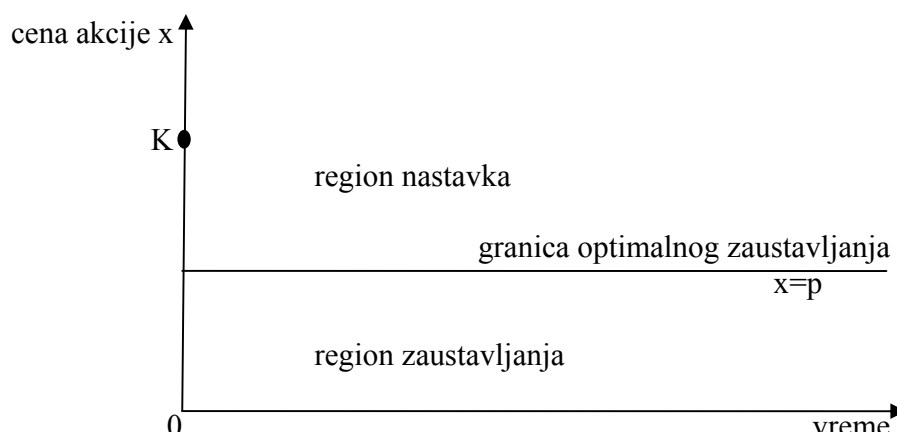 cena akcije x
K
region nastavka
granica optimalnog zaustavljanja
x=p
region zaustavljanja
0
vreme